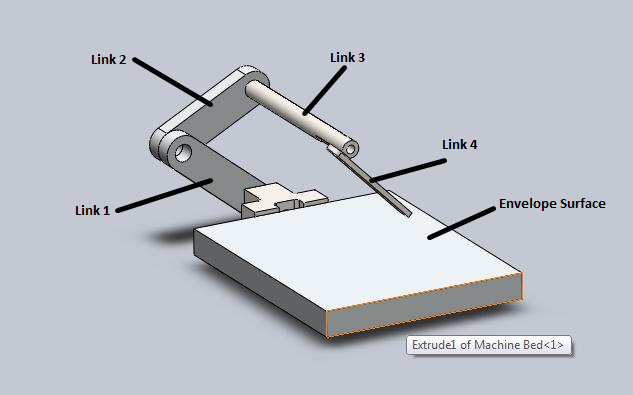 Link 2
Link 3
Link 4
Link 1
Envelope Surface
Extrude1 of Machine Bed<1>